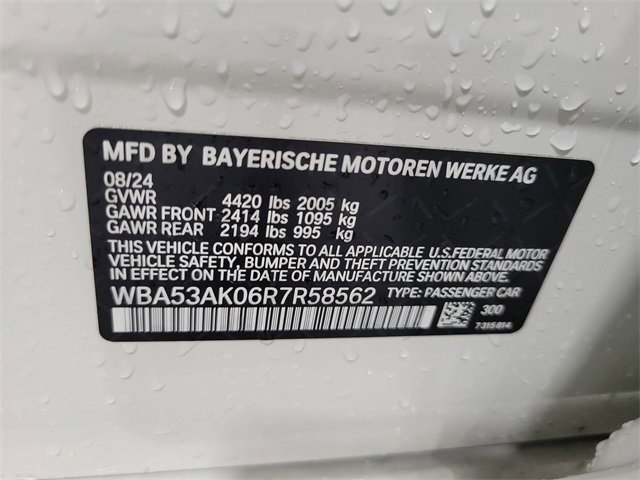 MFD BY BAYERISCHE MOTOREN WERKE AG
08/24
GVWR 4420 lbs 2005 kg
GAWR FRONT 2414 lbs 1095 kg
GAWR REAR 2194 lbs 995 kg
THIS VEHICLE CONFORMS TO ALL APPLICABLE U.S.FEDERAL MOTOR
VEHICLE SAFETY, BUMPER, AND THEFT PREVENTION
STANDARDS IN EFFECT ON THE DATE OF MANUFACTURE SHOWN ABOVE.
WBA53AK06R7R58562 TYPE: PASSENGER CAR
300
7315814